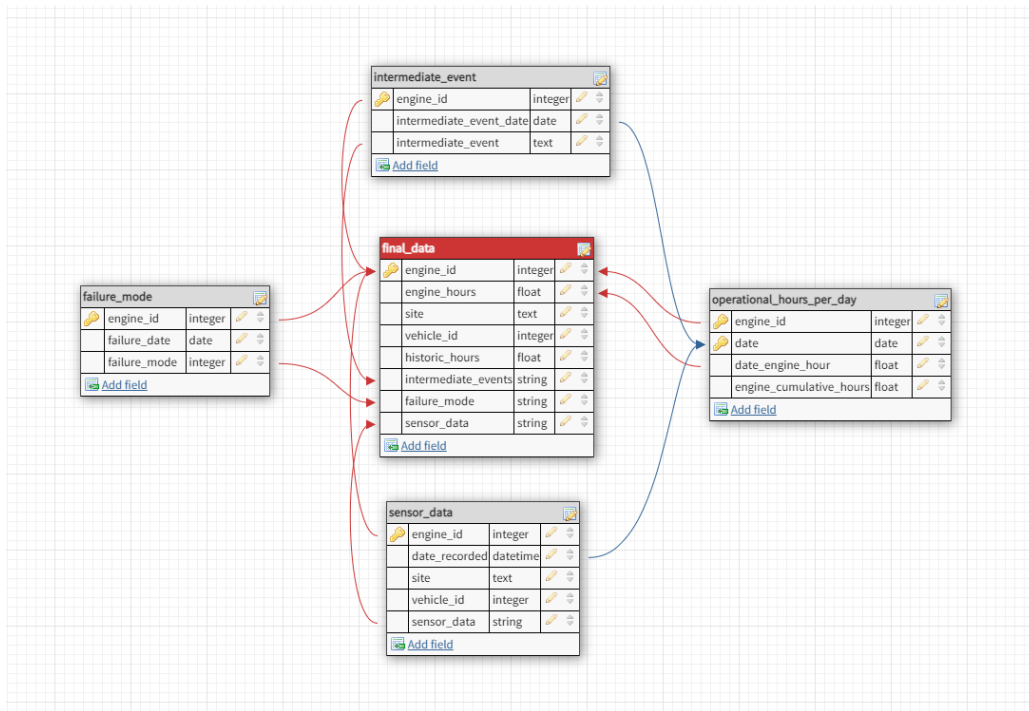 intermediate_event
engine_id integer
intermediate_event_date date
intermediate_event text
Add field
final_data
engine_id integer
engine_hours float
site text
vehicle_id integer
historic_hours float
intermediate_events string
failure_mode string
sensor_data string
Add field
failure_mode
engine_id integer
failure_date date
failure_mode integer
Add field
operational_hours_per_day
engine_id integer
date date
date_engine_hour float
engine_cumulative_hours float
Add field
sensor_data
engine_id integer
date_recorded datetime
site text
vehicle_id integer
sensor_data string
Add field